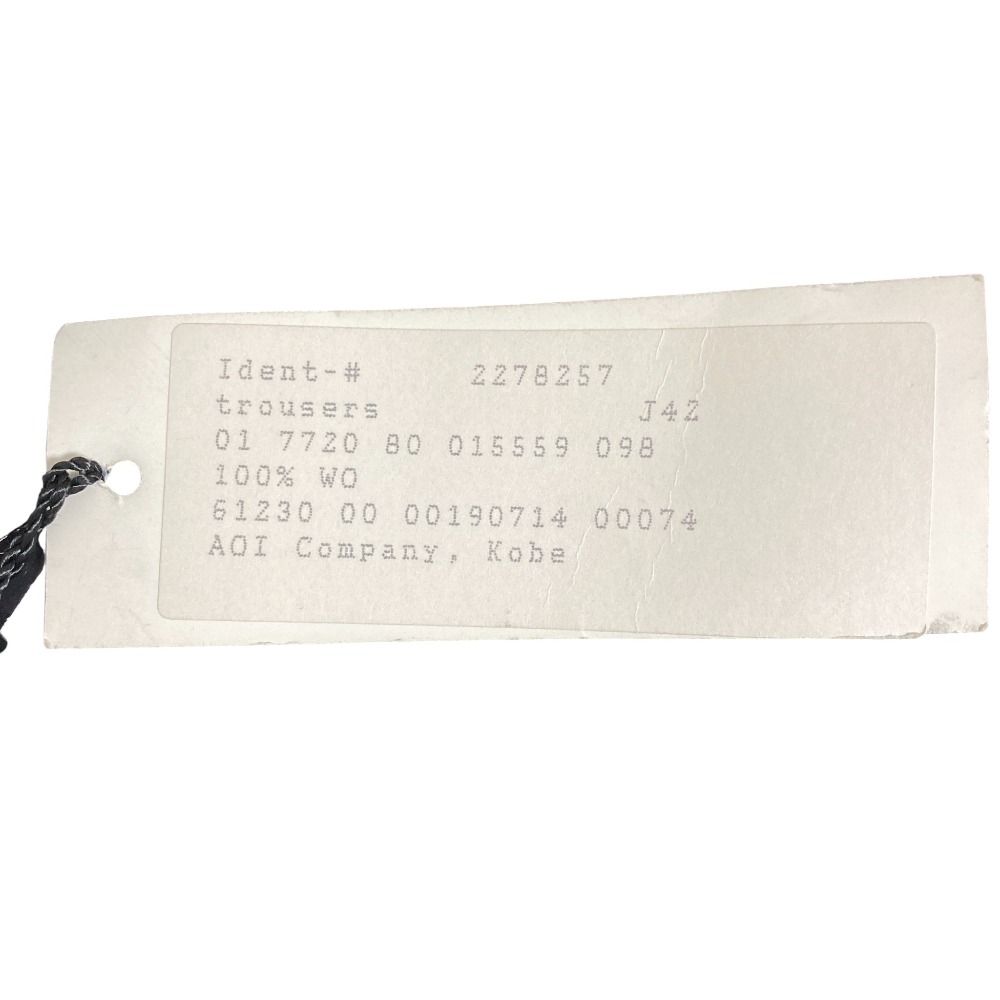 Ident-# 2278257
trousers J4Z
01 7720 80 015559 098
100% WO
61230 00 00190714 00074
AOI Company, Kobe